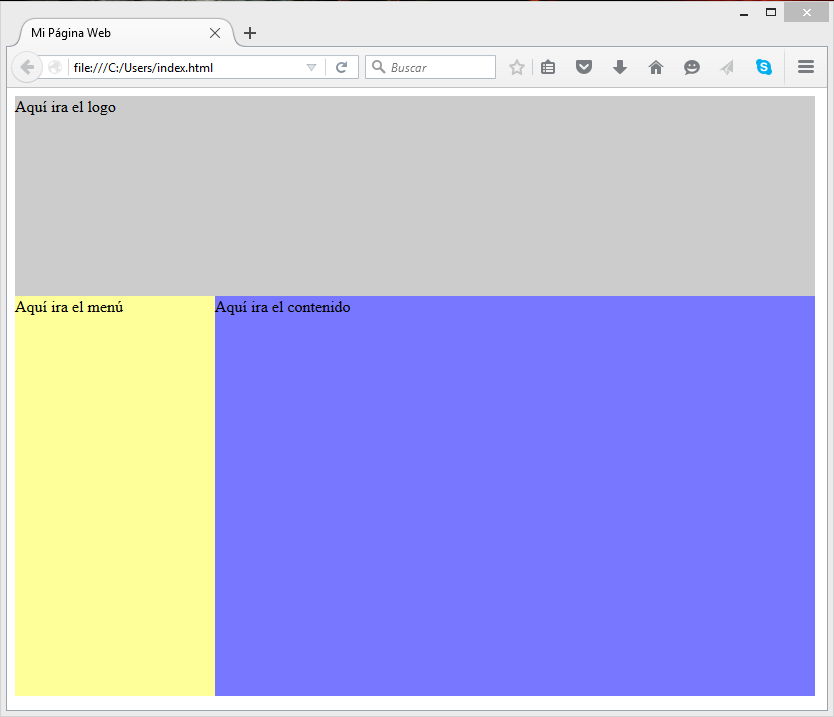 Mi Página Web
file:///C:/Users/index.html
Buscar
Aquí ira el logo
Aquí ira el menú
Aquí ira el contenido